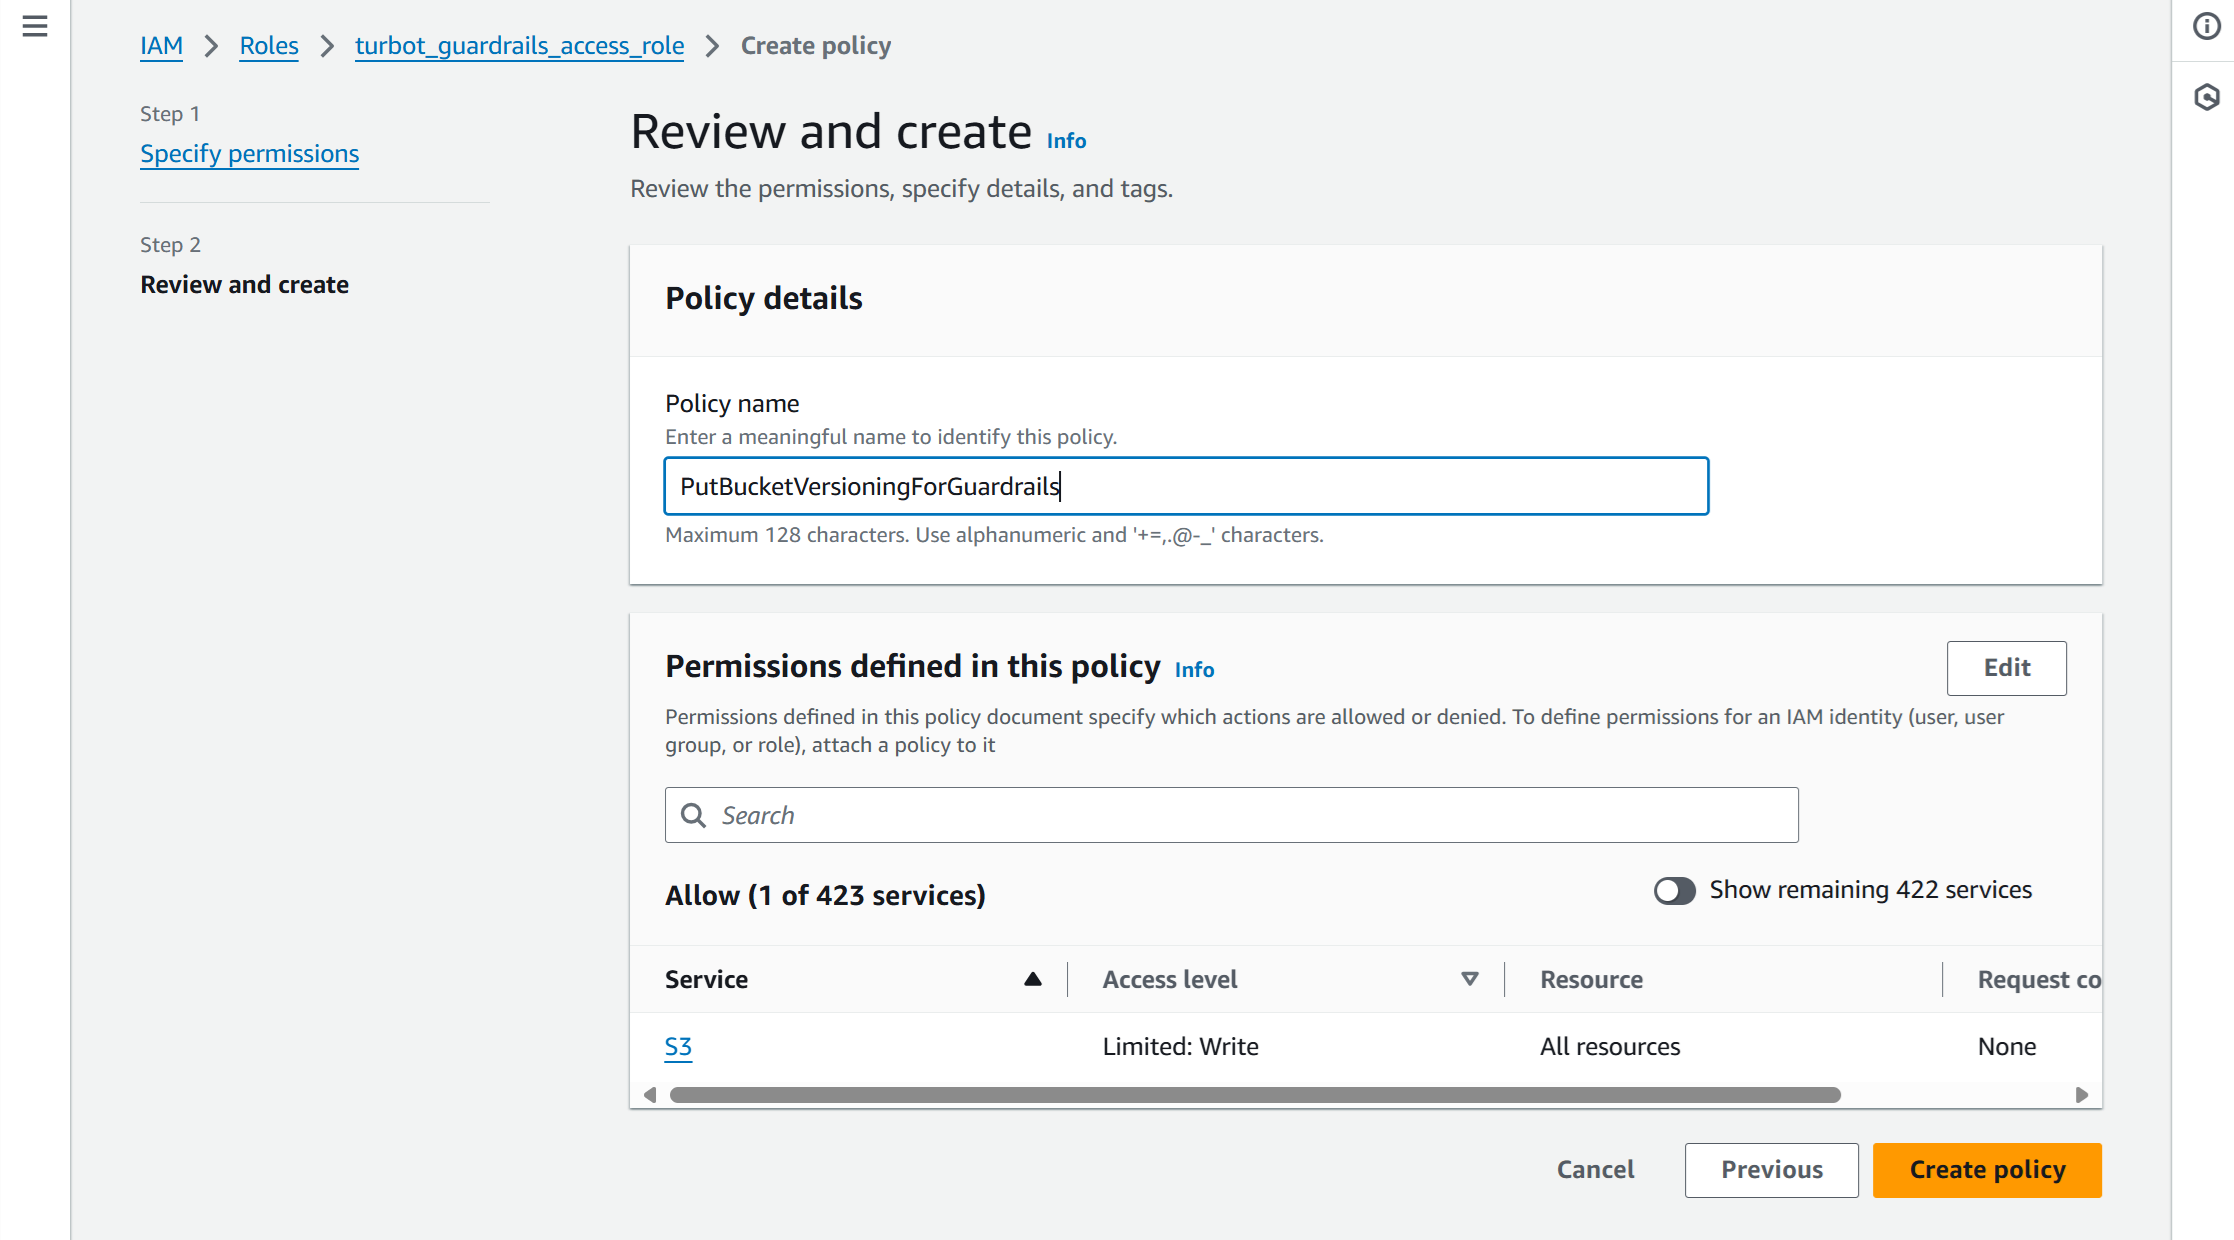 IAM > Roles > turbot_guardrails_access_role > Create policy
Step 1
Specify permissions
Step 2
Review and create
Review and create Info
Review the permissions, specify details, and tags.
Policy details
Policy name
Enter a meaningful name to identify this policy.
PutBucketVersioningForGuardrails
Maximum 128 characters. Use alphanumeric and '+=,.@-_' characters.
Permissions defined in this policy Info
Edit
Permissions defined in this policy document specify which actions are allowed or denied. To define permissions for an IAM identity (user, user
group, or role), attach a policy to it
Search
Allow (1 of 423 services)
Show remaining 422 services
Service Access level Resource Request co
S3 Limited: Write All resources None
Cancel Previous Create policy